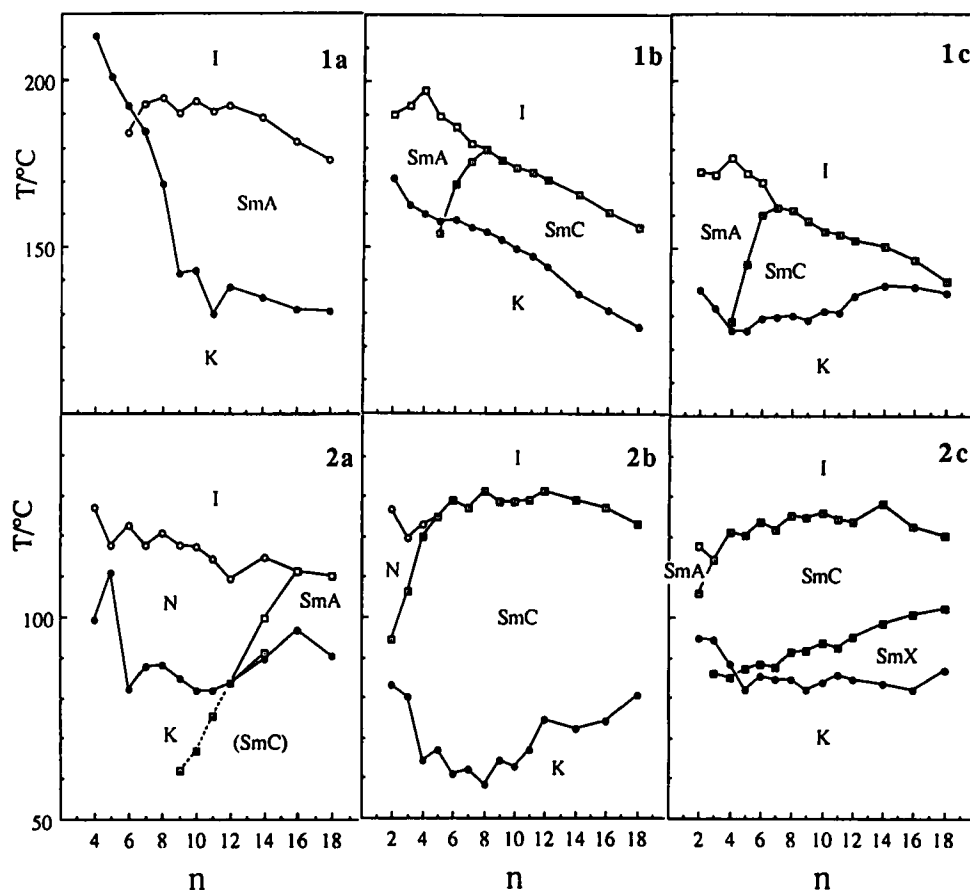 I 1a
I 1b
I 1c
200
T/°C
SmA
SmA
SmA
SmC
SmC
150
K
K
K
I 2a
I 2b
I 2c
T/°C
N
N
SmA
SmA
SmC
SmC
100
SmX
K
(SmC)
K
K
50
4 6 8 10 12 14 16 18
2 4 6 8 10 12 14 16 18
2 4 6 8 10 12 14 16 18
n
n
n